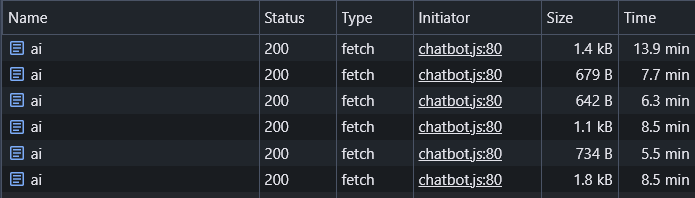 Name Status Type Initiator Size Time
ai 200 fetch chatbot.js:80 1.4 kB 13.9 min
ai 200 fetch chatbot.js:80 679 B 7.7 min
ai 200 fetch chatbot.js:80 642 B 6.3 min
ai 200 fetch chatbot.js:80 1.1 kB 8.5 min
ai 200 fetch chatbot.js:80 734 B 5.5 min
ai 200 fetch chatbot.js:80 1.8 kB 8.5 min